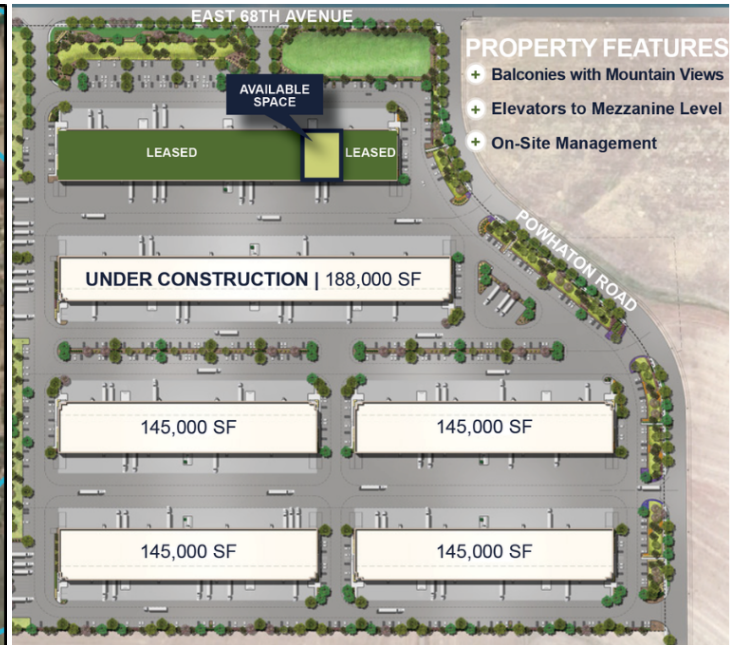 EAST 68TH AVENUE
PROPERTY FEATURES
+ Balconies with Mountain Views
+ Elevators to Mezzanine Level
+ On-Site Management
AVAILABLE
SPACE
LEASED
LEASED
POWHATON ROAD
UNDER CONSTRUCTION | 188,000 SF
145,000 SF
145,000 SF
145,000 SF
145,000 SF